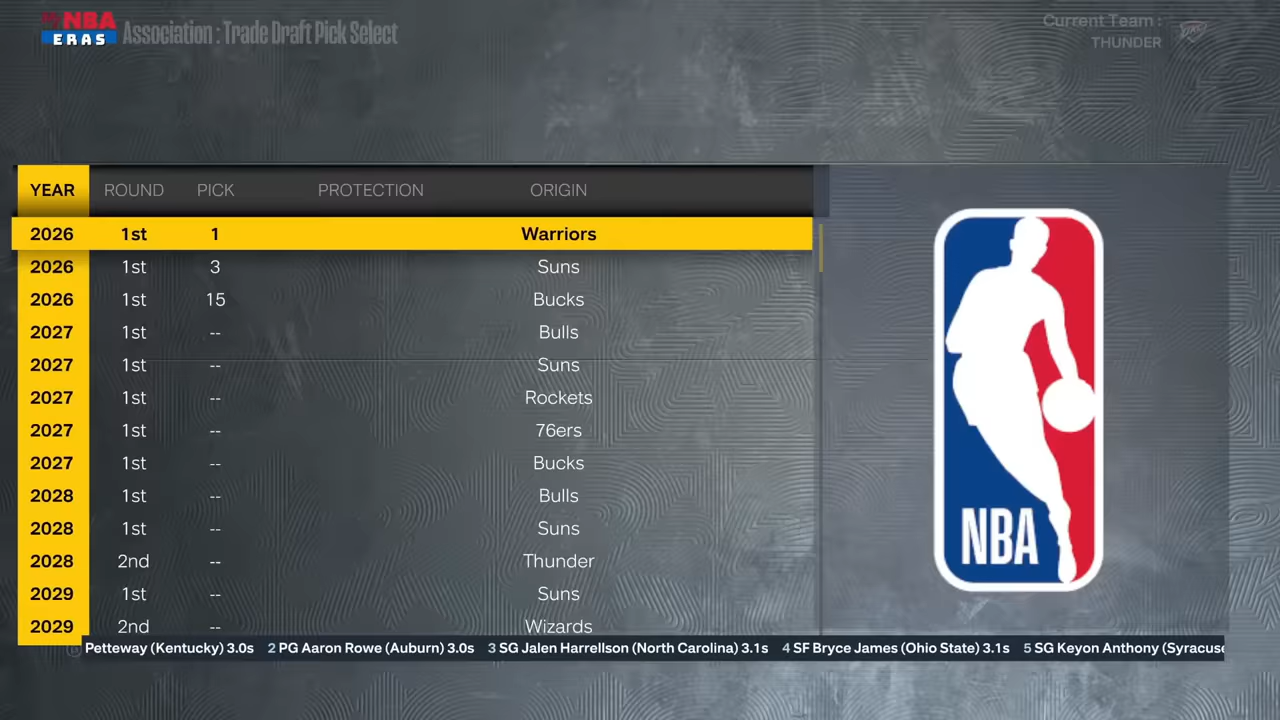 NBA
ERAS
Association : Trade Draft Pick Select
Current Team :
THUNDER
OKC
YEAR ROUND PICK PROTECTION ORIGIN
2026 1st 1 Warriors
2026 1st 3 Suns
2026 1st 15 Bucks
2027 1st -- Bulls
2027 1st -- Suns
2027 1st -- Rockets
2027 1st -- 76ers
2027 1st -- Bucks
2028 1st -- Bulls
2028 1st -- Suns
2028 2nd -- Thunder
2029 1st -- Suns
2029 2nd -- Wizards
NBA
Petteway (Kentucky) 3.0s 2 PG Aaron Rowe (Auburn) 3.0s 3 SG Jalen Harrellson (North Carolina) 3.1s 4 SF Bryce James (Ohio State) 3.1s 5 SG Keyon Anthony (Syracuse